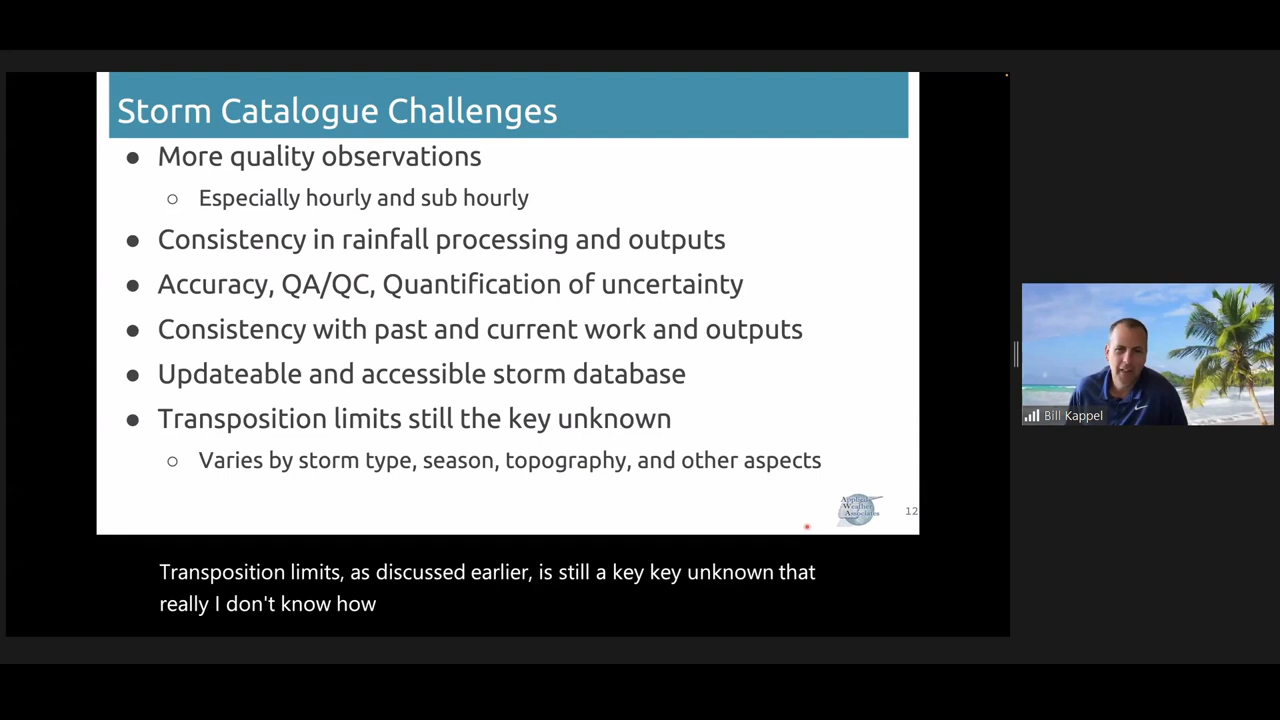 Storm Catalogue Challenges
● More quality observations
○ Especially hourly and sub hourly
● Consistency in rainfall processing and outputs
● Accuracy, QA/QC, Quantification of uncertainty
● Consistency with past and current work and outputs
● Updateable and accessible storm database
● Transposition limits still the key unknown
○ Varies by storm type, season, topography, and other aspects
Applied
Weather
Associates
12
Bill Kappel
Transposition limits, as discussed earlier, is still a key key unknown that
really I don't know how